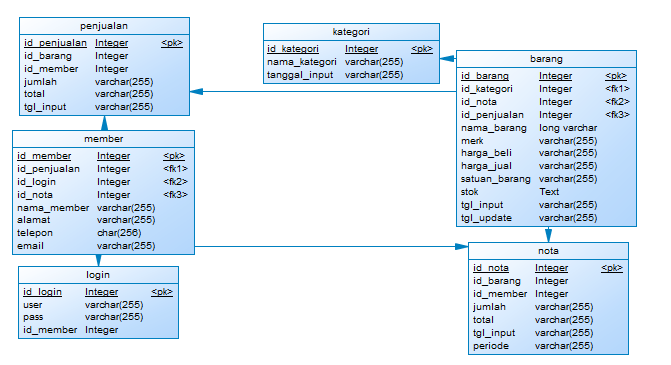 penjualan
id_penjualan Integer <pk>
id_barang Integer
id_member Integer
jumlah varchar(255)
total varchar(255)
tgl_input varchar(255)
kategori
id_kategori Integer <pk>
nama_kategori varchar(255)
tanggal_input varchar(255)
barang
id_barang Integer <pk>
id_kategori Integer <fk1>
id_nota Integer <fk2>
id_penjualan Integer <fk3>
nama_barang long varchar
merk varchar(255)
harga_beli varchar(255)
harga_jual varchar(255)
satuan_barang varchar(255)
stok Text
tgl_input varchar(255)
tgl_update varchar(255)
member
id_member Integer <pk>
id_penjualan Integer <fk1>
id_login Integer <fk2>
id_nota Integer <fk3>
nama_member varchar(255)
alamat varchar(255)
telepon char(256)
email varchar(255)
login
id_login Integer <pk>
user varchar(255)
pass varchar(255)
id_member Integer
nota
id_nota Integer <pk>
id_barang Integer
id_member Integer
jumlah varchar(255)
total varchar(255)
tgl_input varchar(255)
periode varchar(255)